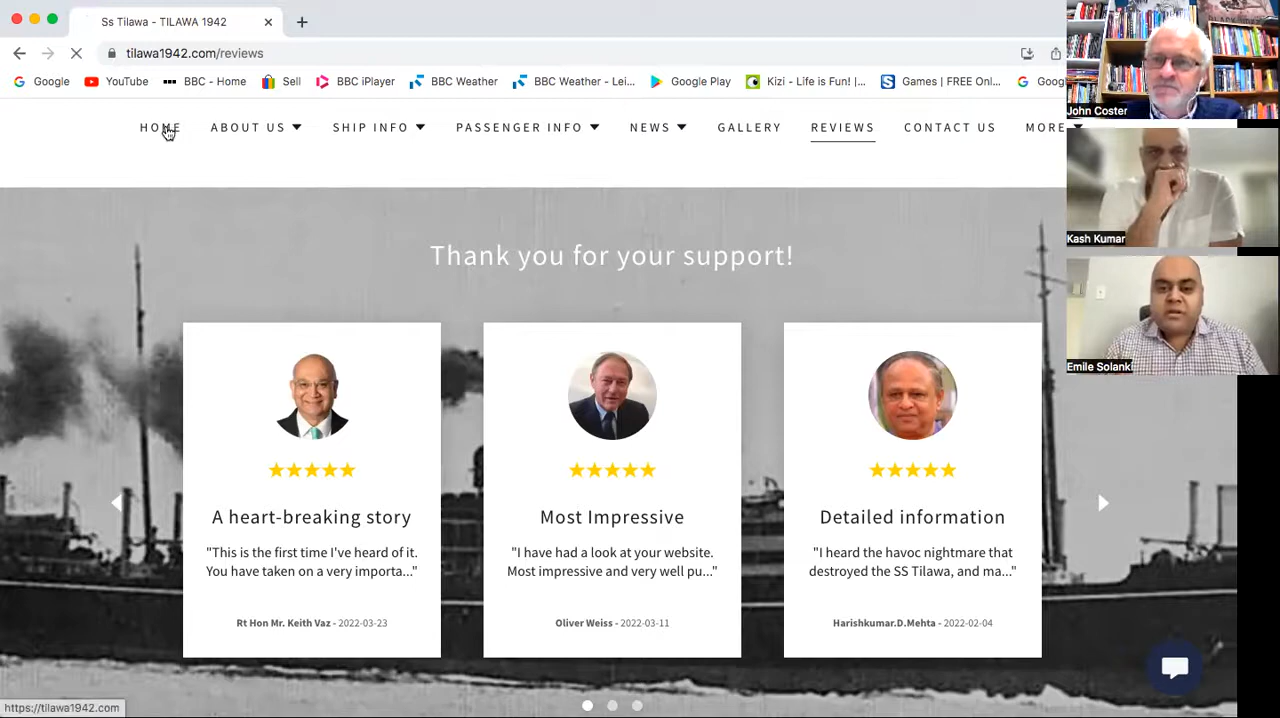 Ss Tilawa - TILAWA 1942
tilawa1942.com/reviews
Google YouTube BBC - Home Sell BBC iPlayer BBC Weather BBC Weather - Lei... Google Play Kizi - Life is Fun! |... Games | FREE Onl... Goog
HOME ABOUT US SHIP INFO PASSENGER INFO NEWS GALLERY REVIEWS CONTACT US MORE
John Coster
Kash Kumar
Emile Solanki
Thank you for your support!
A heart-breaking story
"This is the first time I've heard of it.
You have taken on a very importa..."
Rt Hon Mr. Keith Vaz - 2022-03-23
Most Impressive
"I have had a look at your website.
Most impressive and very well pu..."
Oliver Weiss - 2022-03-11
Detailed information
"I heard the havoc nightmare that
destroyed the SS Tilawa, and ma..."
Harishkumar.D.Mehta - 2022-02-04
https://tilawa1942.com